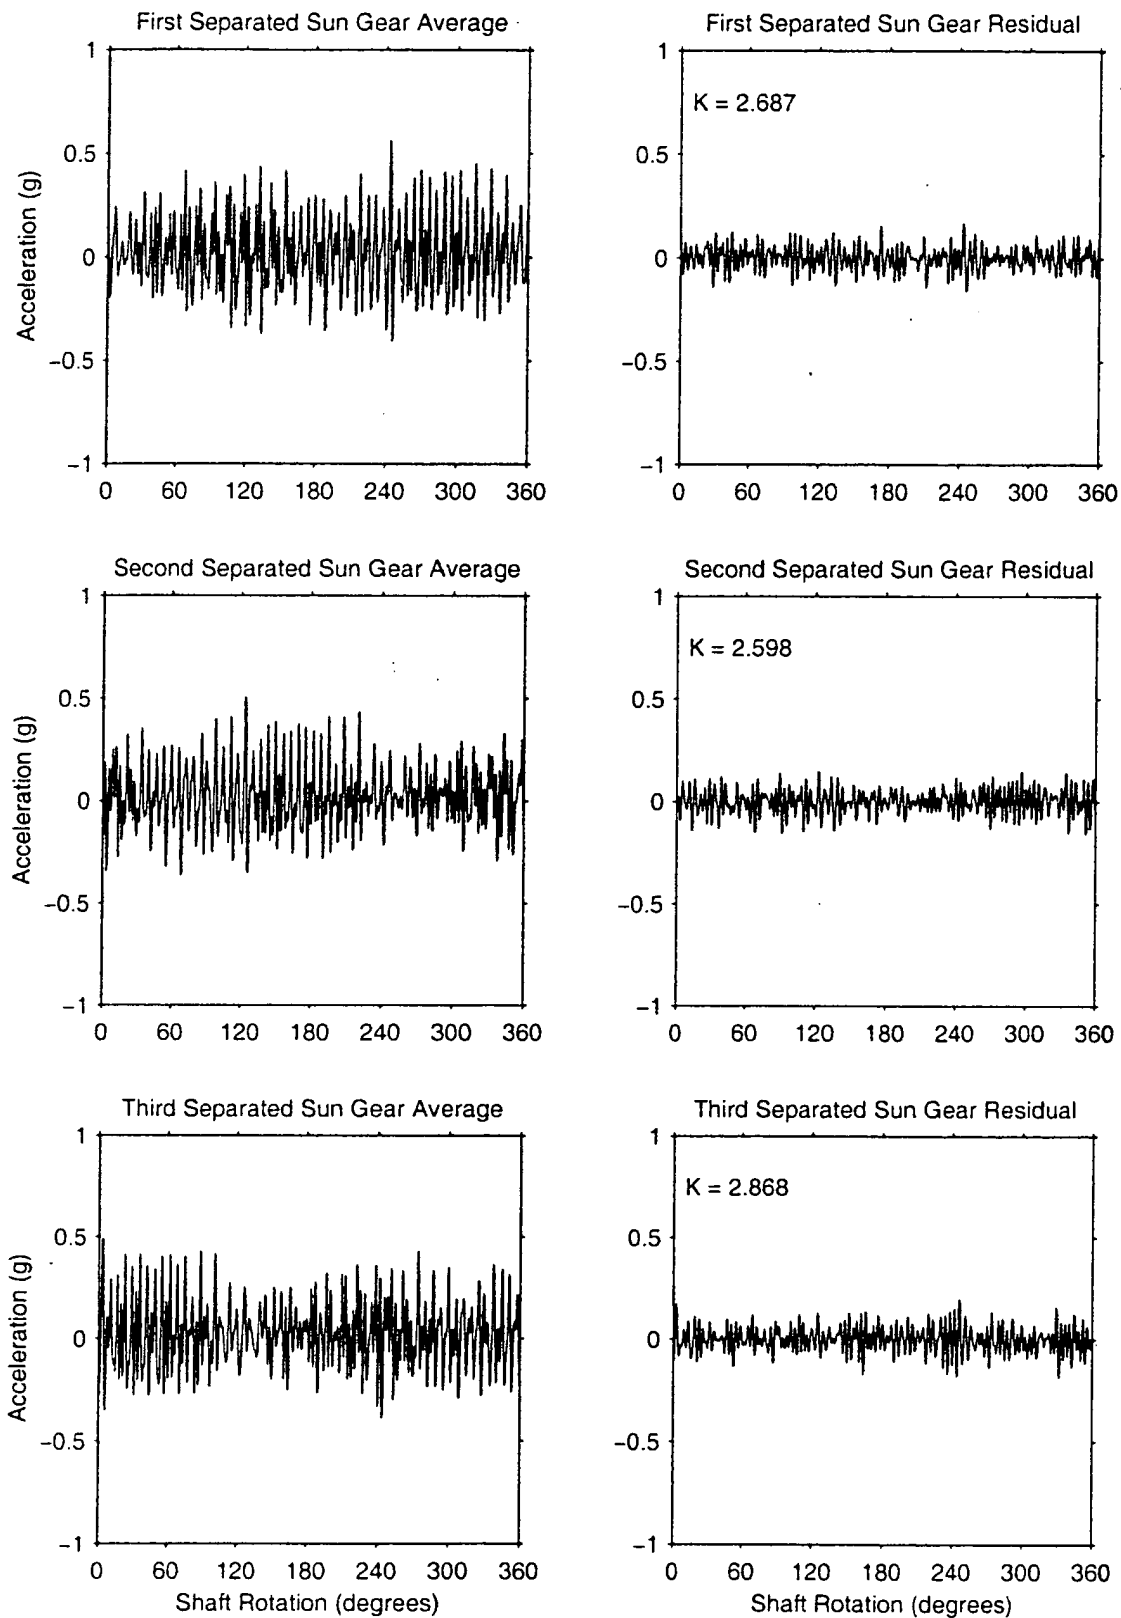 First Separated Sun Gear Average
1
0.5
0
−0.5
−1
Acceleration (g)
0 60 120 180 240 300 360
First Separated Sun Gear Residual
K = 2.687
1
0.5
0
−0.5
−1
0 60 120 180 240 300 360
Second Separated Sun Gear Average
1
0.5
0
−0.5
−1
Acceleration (g)
0 60 120 180 240 300 360
Second Separated Sun Gear Residual
K = 2.598
1
0.5
0
−0.5
−1
0 60 120 180 240 300 360
Third Separated Sun Gear Average
1
0.5
0
−0.5
−1
Acceleration (g)
0 60 120 180 240 300 360
Shaft Rotation (degrees)
Third Separated Sun Gear Residual
K = 2.868
1
0.5
0
−0.5
−1
0 60 120 180 240 300 360
Shaft Rotation (degrees)